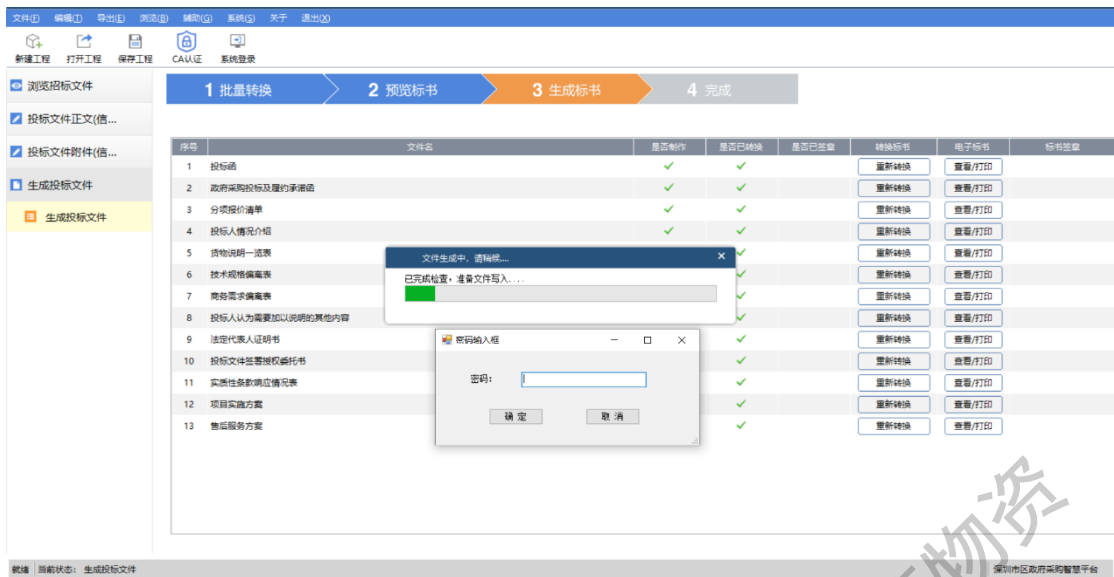 文件(F) 编辑(T) 导出(E) 浏览(B) 辅助(G) 系统(S) 关于 退出(X)
新建工程 打开工程 保存工程 CA认证 系统登录
浏览招标文件
投标文件正文(信...
投标文件附件(信...
生成投标文件
生成投标文件
1 批量转换 2 预览标书 3 生成标书 4 完成
序号 文件名 是否制作 是否已转换 是否已签章 转换标书 电子标书 标书签章
1 投标函 重新转换 查看/打印
2 政府采购投标及履约承诺函 重新转换 查看/打印
3 分项报价清单 重新转换 查看/打印
4 投标人情况介绍 重新转换 查看/打印
5 货物说明一览表 重新转换 查看/打印
6 技术规格偏离表 重新转换 查看/打印
7 商务需求偏离表 重新转换 查看/打印
8 投标人认为需要加以说明的其他内容 重新转换 查看/打印
9 法定代表人证明书 重新转换 查看/打印
10 投标文件签署授权委托书 重新转换 查看/打印
11 实质性条款响应情况表 重新转换 查看/打印
12 项目实施方案 重新转换 查看/打印
13 售后服务方案 重新转换 查看/打印
文件生成中，请稍候....
已完成检查，准备文件写入....
密码输入框
密码:
确 定 取 消
物资
就绪 当前状态: 生成投标文件 深圳市区政府采购智慧平台